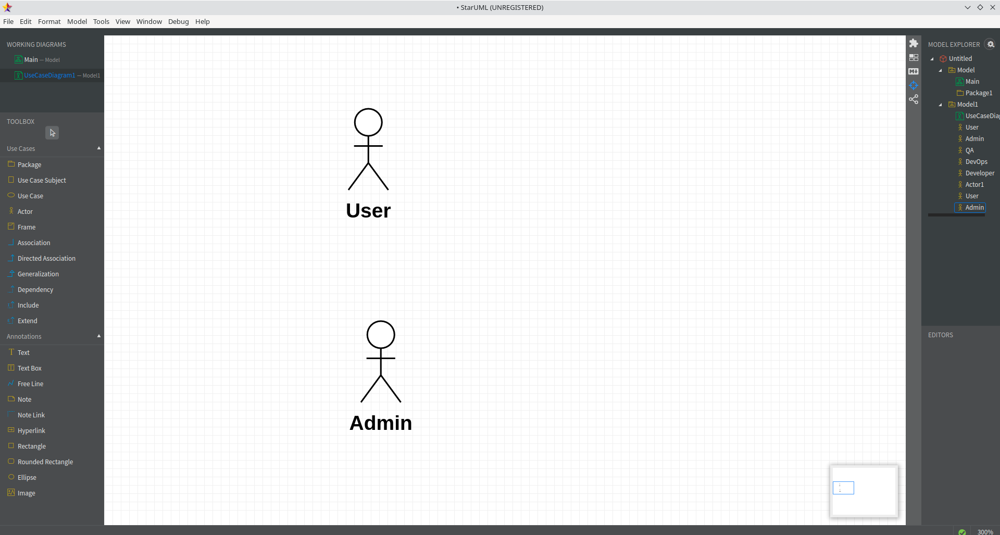 • StarUML (UNREGISTERED)
File Edit Format Model Tools View Window Debug Help
WORKING DIAGRAMS
Main — Model
UseCaseDiagram1 — Model1
TOOLBOX
Use Cases
Package
Use Case Subject
Use Case
Actor
Frame
Association
Directed Association
Generalization
Dependency
Include
Extend
Annotations
Text
Text Box
Free Line
Note
Note Link
Hyperlink
Rectangle
Rounded Rectangle
Ellipse
Image
User
Admin
MODEL EXPLORER
Untitled
Model
Main
Package1
Model1
UseCaseDiag
User
Admin
QA
DevOps
Developer
Actor1
User
Admin
EDITORS
300%